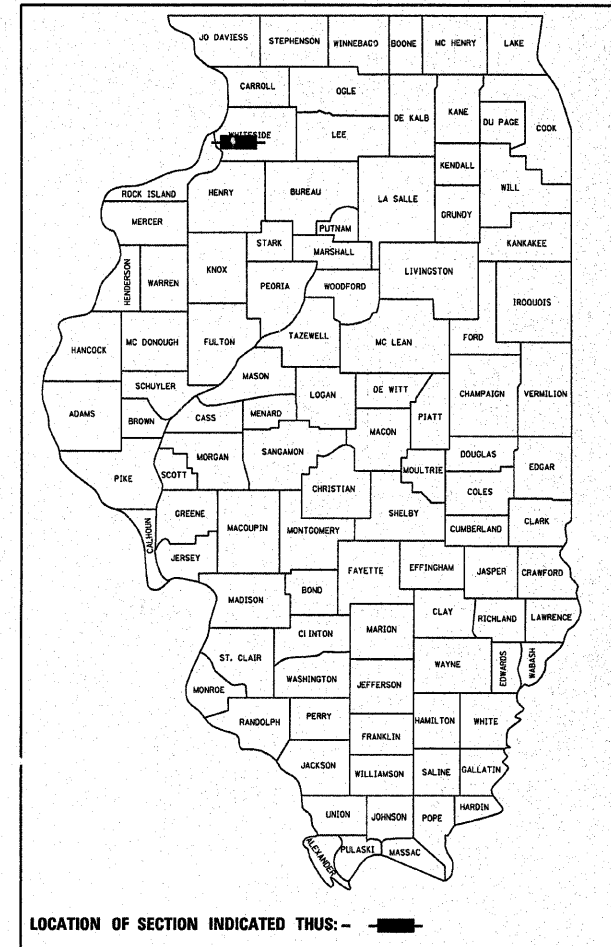 JO DAVIESS STEPHENSON WINNEBAGO BOONE MC HENRY LAKE
CARROLL OGLE DE KALB KANE DU PAGE COOK
WHITESIDE LEE KENDALL WILL
ROCK ISLAND HENRY BUREAU LA SALLE GRUNDY
MERCER PUTNAM KANKAKEE
HENDERSON WARREN KNOX STARK MARSHALL LIVINGSTON IROQUOIS
PEORIA WOODFORD
HANCOCK MC DONOUGH FULTON TAZEWELL MC LEAN FORD
SCHUYLER MASON LOGAN DE WITT CHAMPAIGN VERMILION
ADAMS BROWN CASS MENARD MACON PIATT
PIKE SCOTT MORGAN SANGAMON CHRISTIAN MOULTRIE DOUGLAS EDGAR
COLES
CALHOUN GREENE MACOUPIN MONTGOMERY SHELBY CUMBERLAND CLARK
JERSEY FAYETTE EFFINGHAM JASPER CRAWFORD
MADISON BOND CLAY RICHLAND LAWRENCE
CLINTON MARION
ST. CLAIR WAYNE EDWARDS WABASH
MONROE WASHINGTON JEFFERSON
RANDOLPH PERRY HAMILTON WHITE
FRANKLIN
JACKSON WILLIAMSON SALINE GALLATIN
UNION JOHNSON POPE HARDIN
ALEXANDER PULASKI MASSAC
LOCATION OF SECTION INDICATED THUS: -